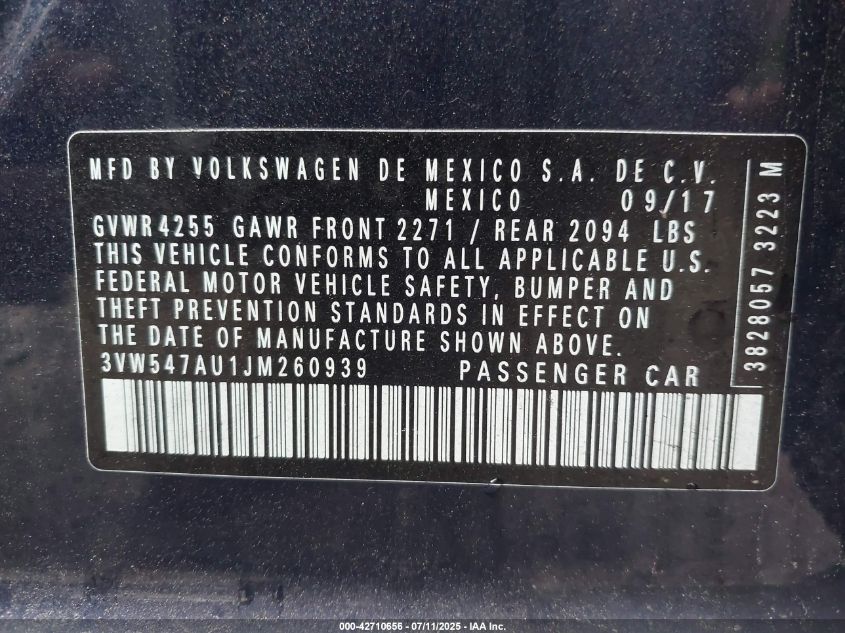 MFD BY VOLKSWAGEN DE MEXICO S.A. DE C.V.
MEXICO 09/17
GVWR 4255 GAWR FRONT 2271 / REAR 2094 LBS
THIS VEHICLE CONFORMS TO ALL APPLICABLE U.S.
FEDERAL MOTOR VEHICLE SAFETY, BUMPER AND
THEFT PREVENTION STANDARDS IN EFFECT ON
THE DATE OF MANUFACTURE SHOWN ABOVE.
3VW547AU1JM260939 PASSENGER CAR
3828057 3223 M
000-42710656 - 07/11/2025 - IAA Inc.